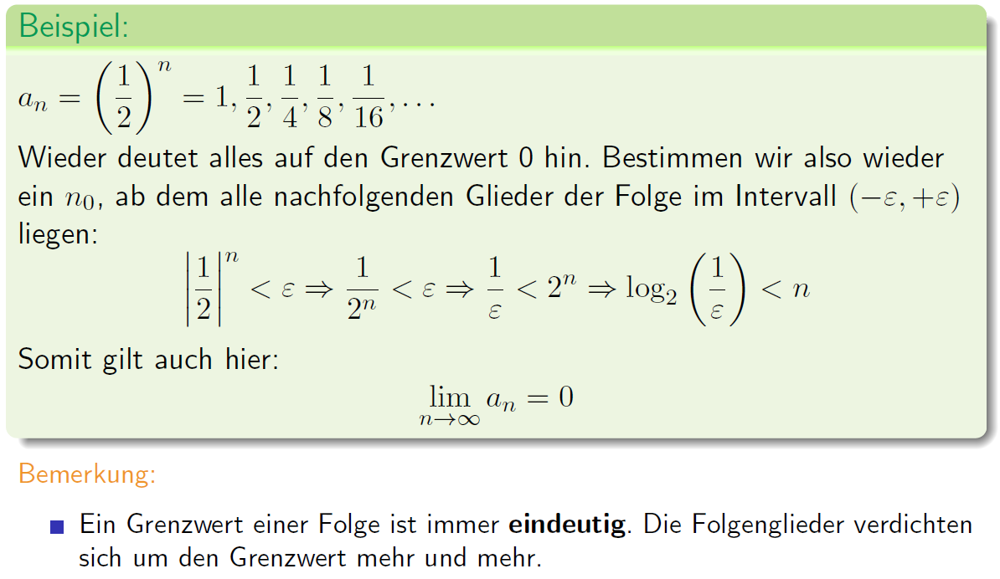 Beispiel:
$a_n = \left(\frac{1}{2}\right)^n = 1, \frac{1}{2}, \frac{1}{4}, \frac{1}{8}, \frac{1}{16}, \ldots$
Wieder deutet alles auf den Grenzwert 0 hin. Bestimmen wir also wieder
ein $n_0$, ab dem alle nachfolgenden Glieder der Folge im Intervall $(-\varepsilon, +\varepsilon)$
liegen:
$\left|\frac{1}{2}\right|^n < \varepsilon \Rightarrow \frac{1}{2^n} < \varepsilon \Rightarrow \frac{1}{\varepsilon} < 2^n \Rightarrow \log_2\left(\frac{1}{\varepsilon}\right) < n$
Somit gilt auch hier:
$\lim_{n \to \infty} a_n = 0$
Bemerkung:
Ein Grenzwert einer Folge ist immer eindeutig. Die Folgenglieder verdichten
sich um den Grenzwert mehr und mehr.